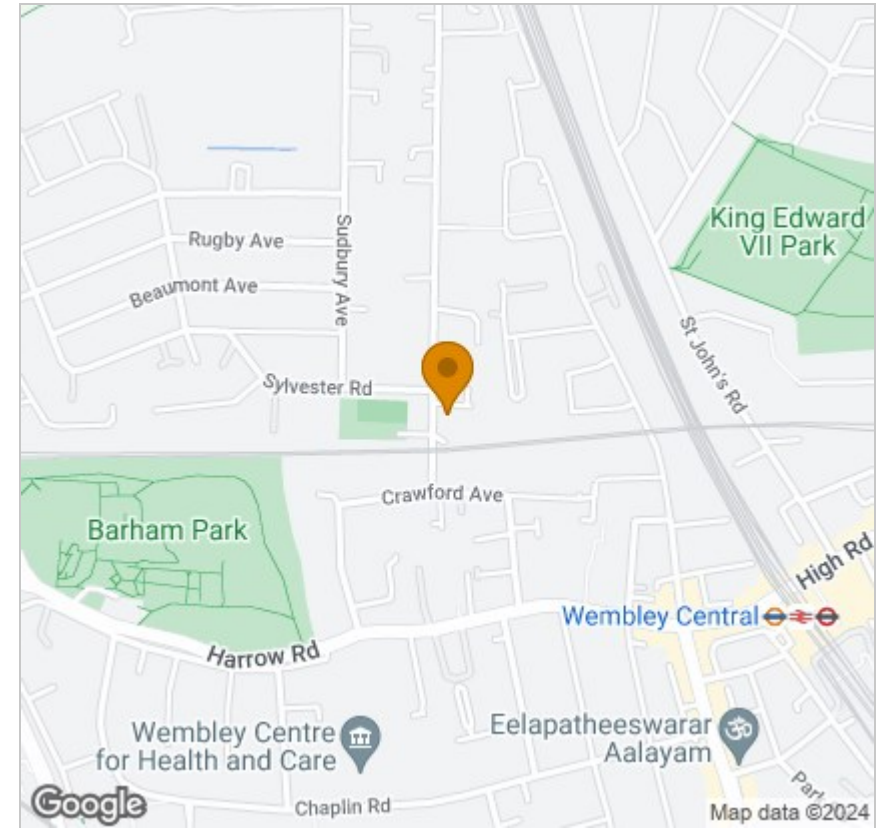 King Edward
VII Park
Rugby Ave
Sudbury Ave
Beaumont Ave
St John's Rd
Sylvester Rd
Crawford Ave
Barham Park
High Rd
Wembley Central
Harrow Rd
Wembley Centre
for Health and Care
Eelapatheeswarar
Aalayam
ॐ
Chaplin Rd
Google
Map data ©2024